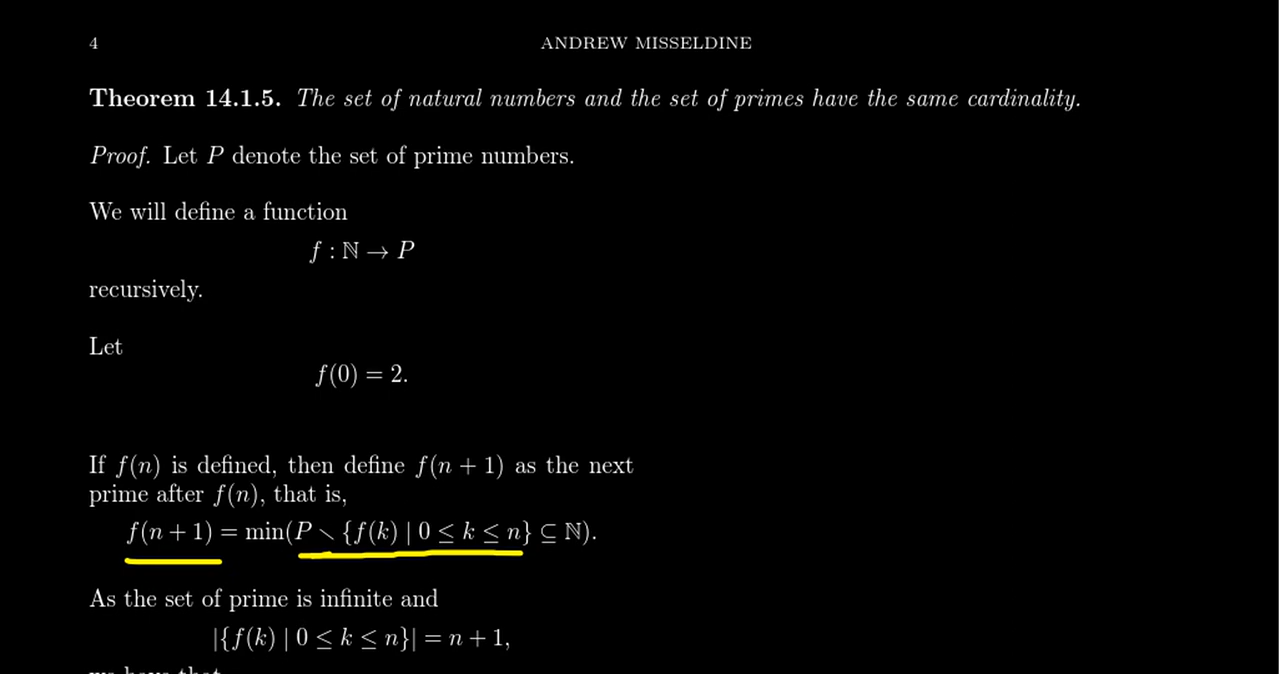 4
ANDREW MISSELDINE
Theorem 14.1.5. The set of natural numbers and the set of primes have the same cardinality.
Proof. Let P denote the set of prime numbers.
We will define a function
f : ℕ → P
recursively.
Let
f(0) = 2.
If f(n) is defined, then define f(n + 1) as the next
prime after f(n), that is,
f(n + 1) = min(P ∖ {f(k) | 0 ≤ k ≤ n} ⊆ ℕ).
As the set of prime is infinite and
|{f(k) | 0 ≤ k ≤ n}| = n + 1,
we have that